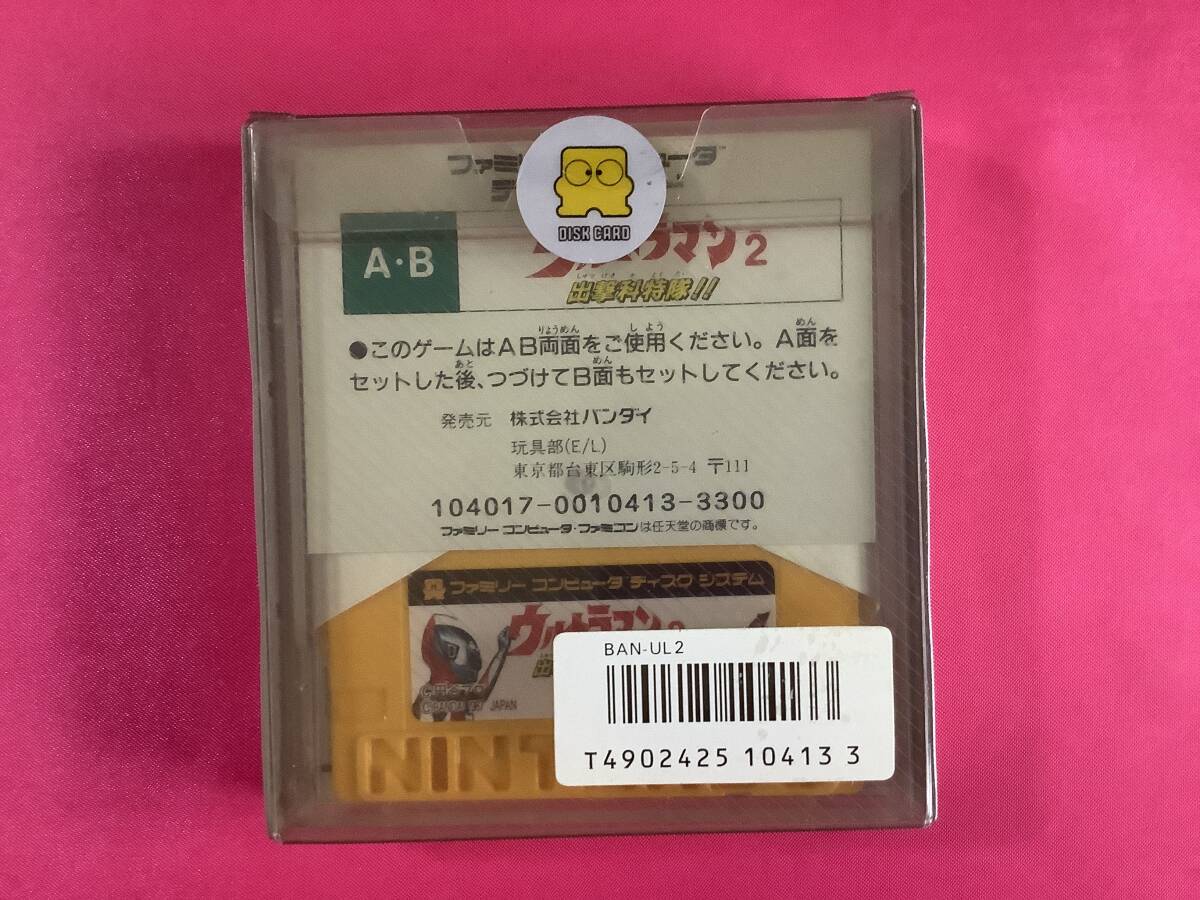 ファミリー コンピュータ
DISK CARD
A・B
ウルトラマン2
出撃科特隊!!
●このゲームはAB両面をご使用ください。A面を
セットした後、つづけてB面もセットしてください。
発売元 株式会社バンダイ
玩具部(E/L)
東京都台東区駒形2-5-4 〒111
104017-0010413-3300
ファミリー コンピュータ・ファミコンは任天堂の商標です。
ファミリー コンピュータ ディスク システム
ウルトラマン2
JAPAN
BAN-UL2
T4902425 10413 3
NINT